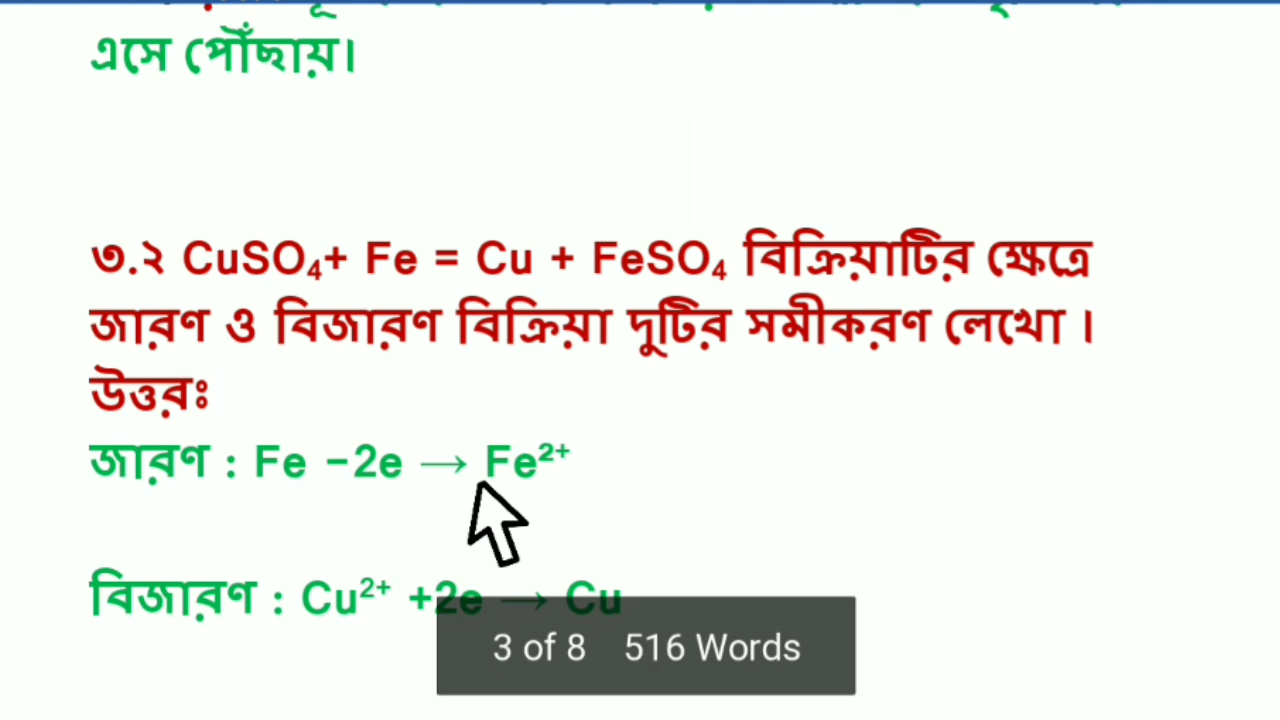 এসে পৌঁছায়।
৩.২ CuSO₄+ Fe = Cu + FeSO₄ বিক্রিয়াটির ক্ষেত্রে
জারণ ও বিজারণ বিক্রিয়া দুটির সমীকরণ লেখো ।
উত্তরঃ
জারণ : Fe −2e → Fe²⁺
বিজারণ : Cu²⁺ +2e → Cu
3 of 8 516 Words